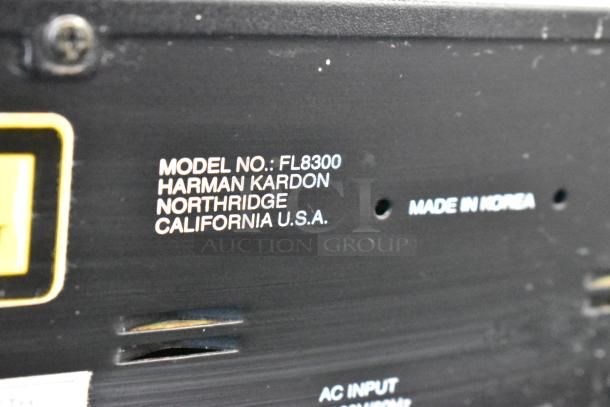 MODEL NO.: FL8300
HARMAN KARDON
NORTHRIDGE
CALIFORNIA U.S.A.
MADE IN KOREA
AUCTION GROUP
AC INPUT